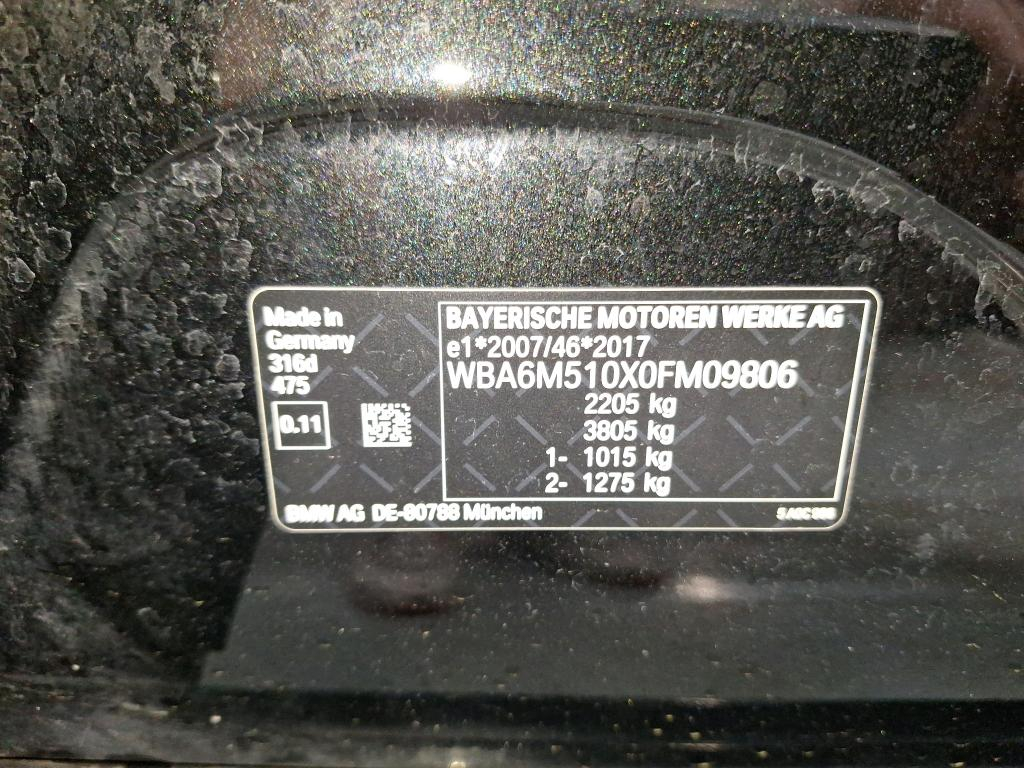 Made in
Germany
316d
475
0.11
BAYERISCHE MOTOREN WERKE AG
e1*2007/46*2017
WBA6M510X0FM09806
2205 kg
3805 kg
1- 1015 kg
2- 1275 kg
BMW AG DE-80788 München